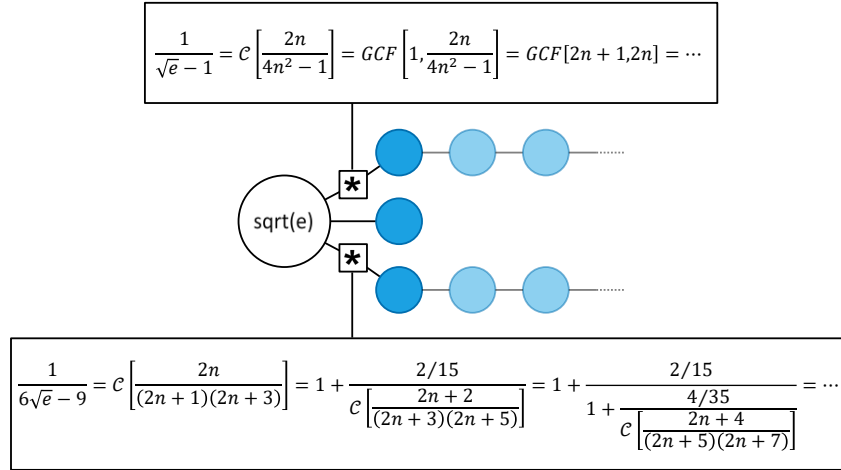 1/(√e − 1) = 𝒞[2n/(4n² − 1)] = GCF[1, 2n/(4n² − 1)] = GCF[2n + 1,2n] = ⋯
*
sqrt(e)
*
1/(6√e − 9) = 𝒞[2n/((2n + 1)(2n + 3))] = 1 + (2/15)/(𝒞[(2n + 2)/((2n + 3)(2n + 5))]) = 1 + (2/15)/(1 + (4/35)/(𝒞[(2n + 4)/((2n + 5)(2n + 7))])) = ⋯